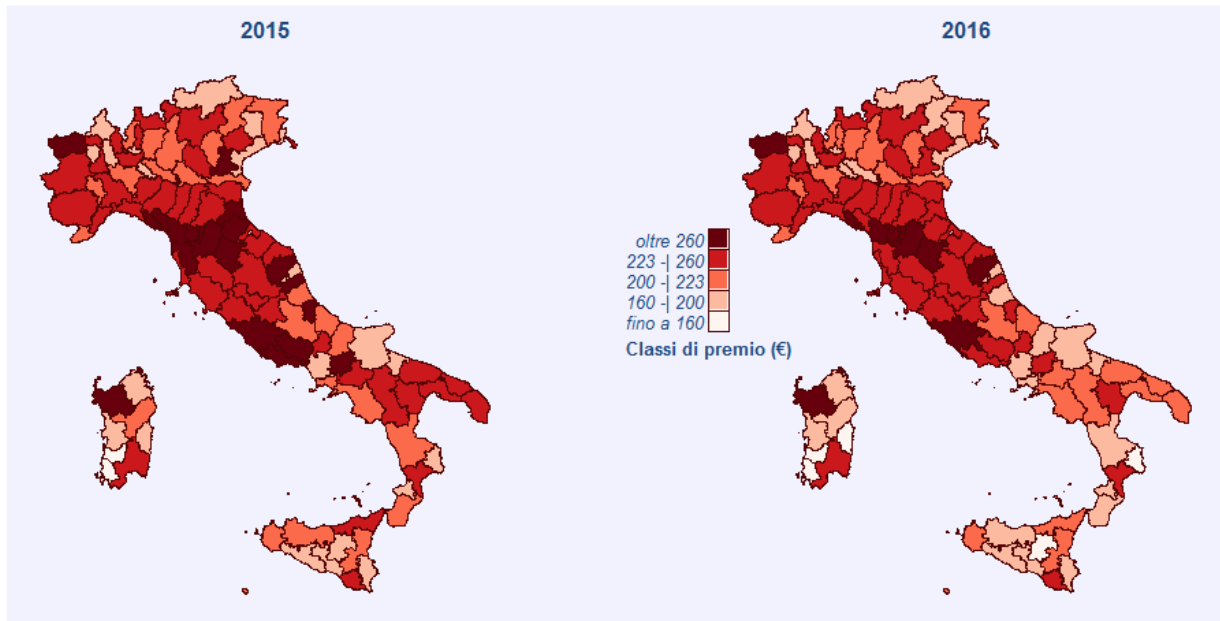 2015
2016
oltre 260
223 -| 260
200 -| 223
160 -| 200
fino a 160
Classi di premio (€)